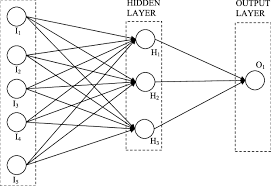 HIDDEN
LAYER
OUTPUT
LAYER
I1
I2
I3
I4
I5
H1
H2
H3
O1